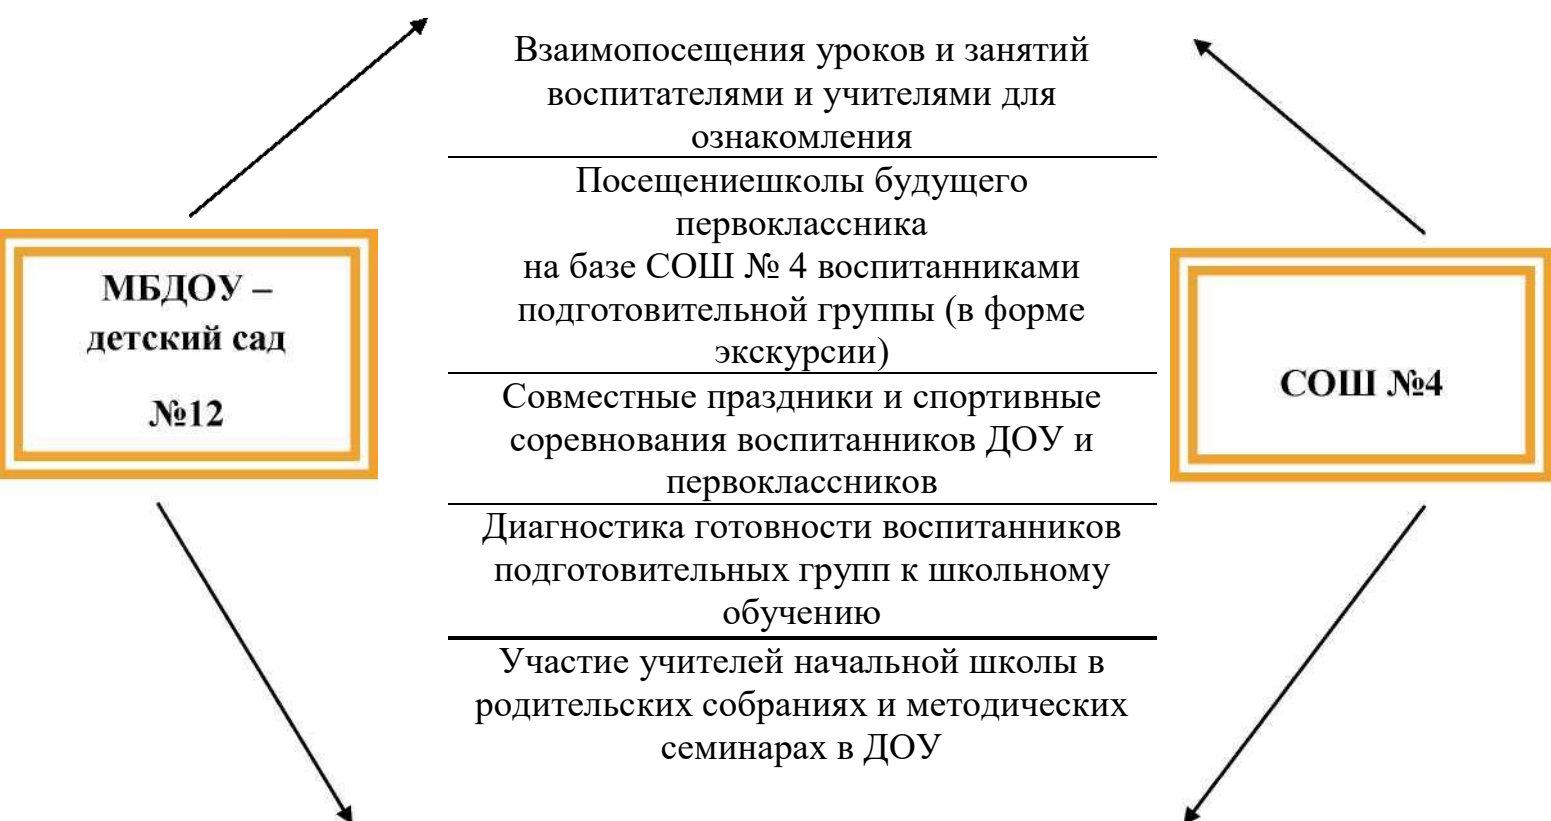 Взаимопосещения уроков и занятий
воспитателями и учителями для
ознакомления
Посещениешколы будущего
первоклассника
на базе СОШ № 4 воспитанниками
подготовительной группы (в форме
экскурсии)
Совместные праздники и спортивные
соревнования воспитанников ДОУ и
первоклассников
Диагностика готовности воспитанников
подготовительных групп к школьному
обучению
Участие учителей начальной школы в
родительских собраниях и методических
семинарах в ДОУ
МБДОУ –
детский сад
№12
СОШ №4